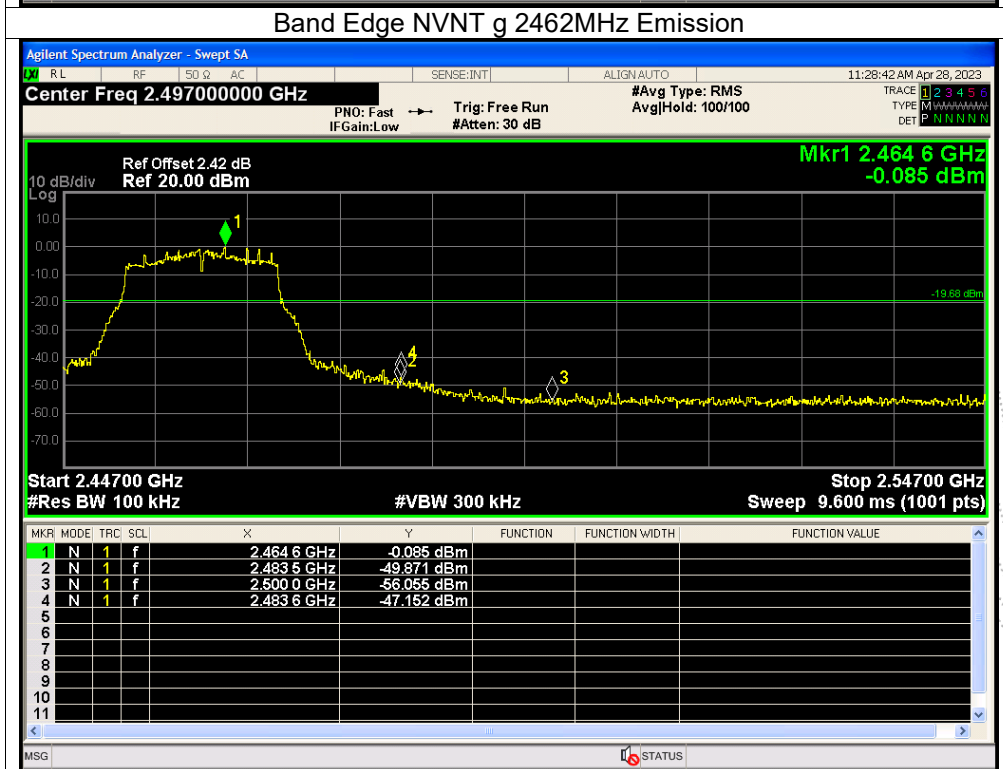 Band Edge NVNT g 2462MHz Emission
Agilent Spectrum Analyzer - Swept SA
LXI RL RF 50 Ω AC SENSE:INT ALIGN AUTO 11:28:42 AM Apr 28, 2023
Center Freq 2.497000000 GHz #Avg Type: RMS TRACE 1 2 3 4 5 6
PNO: Fast Trig: Free Run Avg|Hold: 100/100 TYPE M
IFGain:Low #Atten: 30 dB DET P N N N N N
Mkr1 2.464 6 GHz
Ref Offset 2.42 dB
10 dB/div Ref 20.00 dBm -0.085 dBm
Log
10.0
1
0.00
-10.0
-19.68 dBm
-20.0
-30.0
-40.0
4
2
3
-50.0
-60.0
-70.0
Start 2.44700 GHz Stop 2.54700 GHz
#Res BW 100 kHz #VBW 300 kHz Sweep 9.600 ms (1001 pts)
MKR MODE TRC SCL X Y FUNCTION FUNCTION WIDTH FUNCTION VALUE
1 N 1 f 2.464 6 GHz -0.085 dBm
2 N 1 f 2.483 5 GHz -49.871 dBm
3 N 1 f 2.500 0 GHz -56.055 dBm
4 N 1 f 2.483 6 GHz -47.152 dBm
5
6
7
8
9
10
11
MSG STATUS